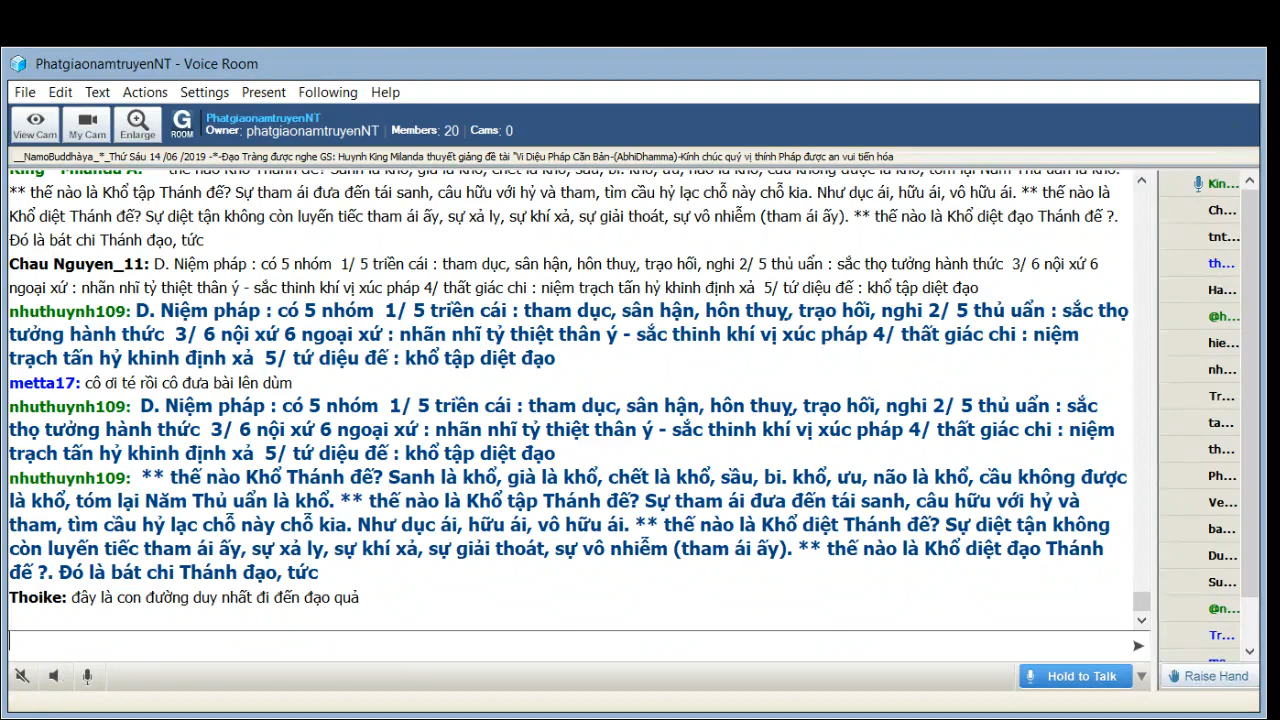 PhatgiaonamtruyenNT - Voice Room
File Edit Text Actions Settings Present Following Help
View Cam My Cam Enlarge G ROOM PhatgiaonamtruyenNT
Owner: phatgiaonamtruyenNT | Members: 20 | Cams: 0
__NamoBuddhàya_*_Thứ Sáu 14 /06 /2019 -*-Đạo Tràng được nghe GS: Huynh King Milanda thuyết giảng đề tài "Vi Diệu Pháp Căn Bản-(AbhiDhamma)-Kính chúc quý vị thính Pháp được an vui tiến hóa
** thế nào là Khổ tập Thánh đế? Sự tham ái đưa đến tái sanh, câu hữu với hỷ và tham, tìm cầu hỷ lạc chỗ này chỗ kia. Như dục ái, hữu ái, vô hữu ái. ** thế nào là
Khổ diệt Thánh đế? Sự diệt tận không còn luyến tiếc tham ái ấy, sự xả ly, sự khí xả, sự giải thoát, sự vô nhiễm (tham ái ấy). ** thế nào là Khổ diệt đạo Thánh đế ?.
Đó là bát chi Thánh đạo, tức
Chau Nguyen_11: D. Niệm pháp : có 5 nhóm 1/ 5 triền cái : tham dục, sân hận, hôn thuỵ, trạo hối, nghi 2/ 5 thủ uẩn : sắc thọ tưởng hành thức 3/ 6 nội xứ 6
ngoại xứ : nhãn nhĩ tỷ thiệt thân ý - sắc thinh khí vị xúc pháp 4/ thất giác chi : niệm trạch tấn hỷ khinh định xả 5/ tứ diệu đế : khổ tập diệt đạo
nhuthuynh109: D. Niệm pháp : có 5 nhóm 1/ 5 triền cái : tham dục, sân hận, hôn thuỵ, trạo hối, nghi 2/ 5 thủ uẩn : sắc thọ
tưởng hành thức 3/ 6 nội xứ 6 ngoại xứ : nhãn nhĩ tỷ thiệt thân ý - sắc thinh khí vị xúc pháp 4/ thất giác chi : niệm
trạch tấn hỷ khinh định xả 5/ tứ diệu đế : khổ tập diệt đạo
metta17: cô ơi té rồi cô đưa bài lên dùm
nhuthuynh109: D. Niệm pháp : có 5 nhóm 1/ 5 triền cái : tham dục, sân hận, hôn thuỵ, trạo hối, nghi 2/ 5 thủ uẩn : sắc
thọ tưởng hành thức 3/ 6 nội xứ 6 ngoại xứ : nhãn nhĩ tỷ thiệt thân ý - sắc thinh khí vị xúc pháp 4/ thất giác chi : niệm
trạch tấn hỷ khinh định xả 5/ tứ diệu đế : khổ tập diệt đạo
nhuthuynh109: ** thế nào Khổ Thánh đế? Sanh là khổ, già là khổ, chết là khổ, sầu, bi. khổ, ưu, não là khổ, cầu không được
là khổ, tóm lại Năm Thủ uẩn là khổ. ** thế nào là Khổ tập Thánh đế? Sự tham ái đưa đến tái sanh, câu hữu với hỷ và
tham, tìm cầu hỷ lạc chỗ này chỗ kia. Như dục ái, hữu ái, vô hữu ái. ** thế nào là Khổ diệt Thánh đế? Sự diệt tận không
còn luyến tiếc tham ái ấy, sự xả ly, sự khí xả, sự giải thoát, sự vô nhiễm (tham ái ấy). ** thế nào là Khổ diệt đạo Thánh
đế ?. Đó là bát chi Thánh đạo, tức
Thoike: đây là con đường duy nhất đi đến đạo quả
Kin...
Ch...
tnt...
th...
Ha...
@h...
hie...
nh...
Tr...
ta...
th...
Ph...
Ve...
ba...
Du...
Su...
@n...
Tr...
Hold to Talk
Raise Hand